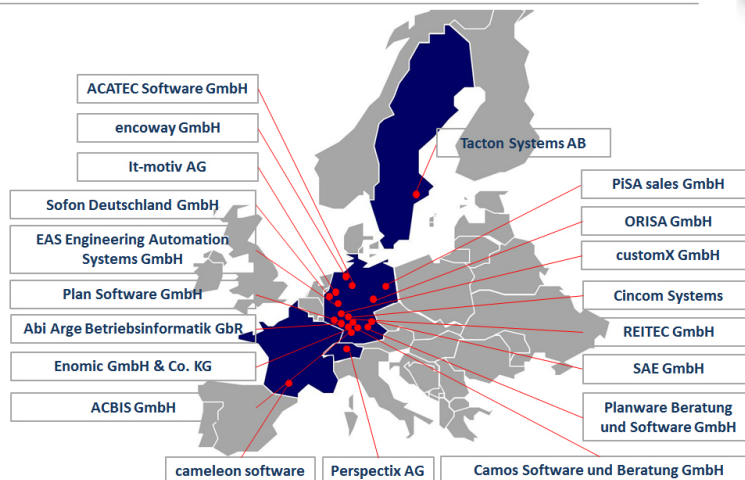 ACATEC Software GmbH
encoway GmbH
It-motiv AG
Sofon Deutschland GmbH
EAS Engineering Automation
Systems GmbH
Plan Software GmbH
Abi Arge Betriebsinformatik GbR
Enomic GmbH & Co. KG
ACBIS GmbH
cameleon software
Perspectix AG
Camos Software und Beratung GmbH
Tacton Systems AB
PiSA sales GmbH
ORISA GmbH
customX GmbH
Cincom Systems
REITEC GmbH
SAE GmbH
Planware Beratung
und Software GmbH